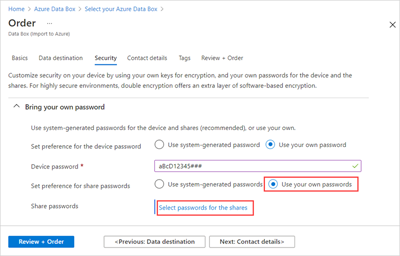 Home > Azure Data Box > Select your Azure Data Box >
Order ...
Data Box (Import to Azure)
Basics Data destination Security Contact details Tags Review + Order
Customize security on your device by using your own keys for encryption, and your own passwords for the device and the
shares. For highly secure environments, double encryption offers an extra layer of software-based encryption.
Bring your own password
Use system-generated passwords for the device and shares (recommended), or use your own.
Set preference for the device password Use system-generated password Use your own password
Device password * aBcD12345###
Set preference for share passwords Use system-generated passwords Use your own passwords
Share passwords Select passwords for the shares
Review + Order <Previous: Data destination Next: Contact details>